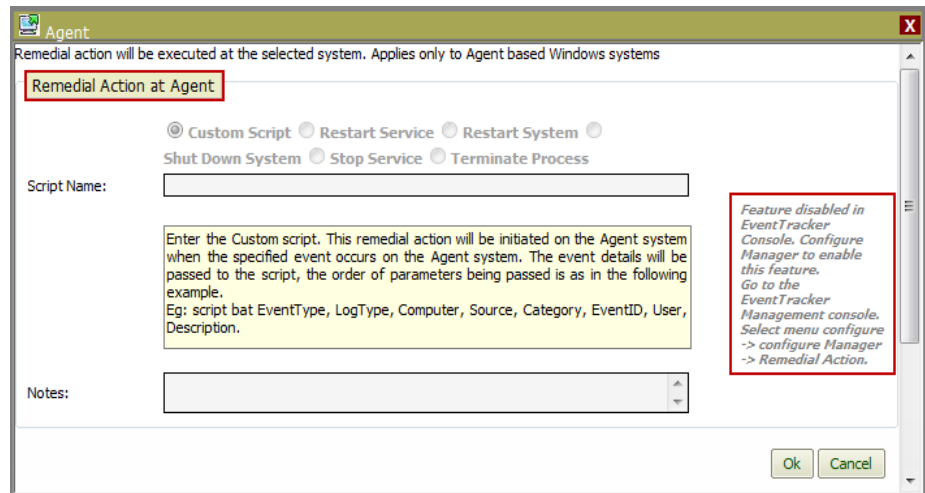 Agent
X
Remedial action will be executed at the selected system. Applies only to Agent based Windows systems
Remedial Action at Agent
Custom Script Restart Service Restart System
Shut Down System Stop Service Terminate Process
Script Name:
Enter the Custom script. This remedial action will be initiated on the Agent system
when the specified event occurs on the Agent system. The event details will be
passed to the script, the order of parameters being passed is as in the following
example.
Eg: script bat EventType, LogType, Computer, Source, Category, EventID, User,
Description.
Feature disabled in
EventTracker
Console. Configure
Manager to enable
this feature.
Go to the
EventTracker
Management console.
Select menu configure
-> configure Manager
-> Remedial Action.
Notes:
Ok Cancel